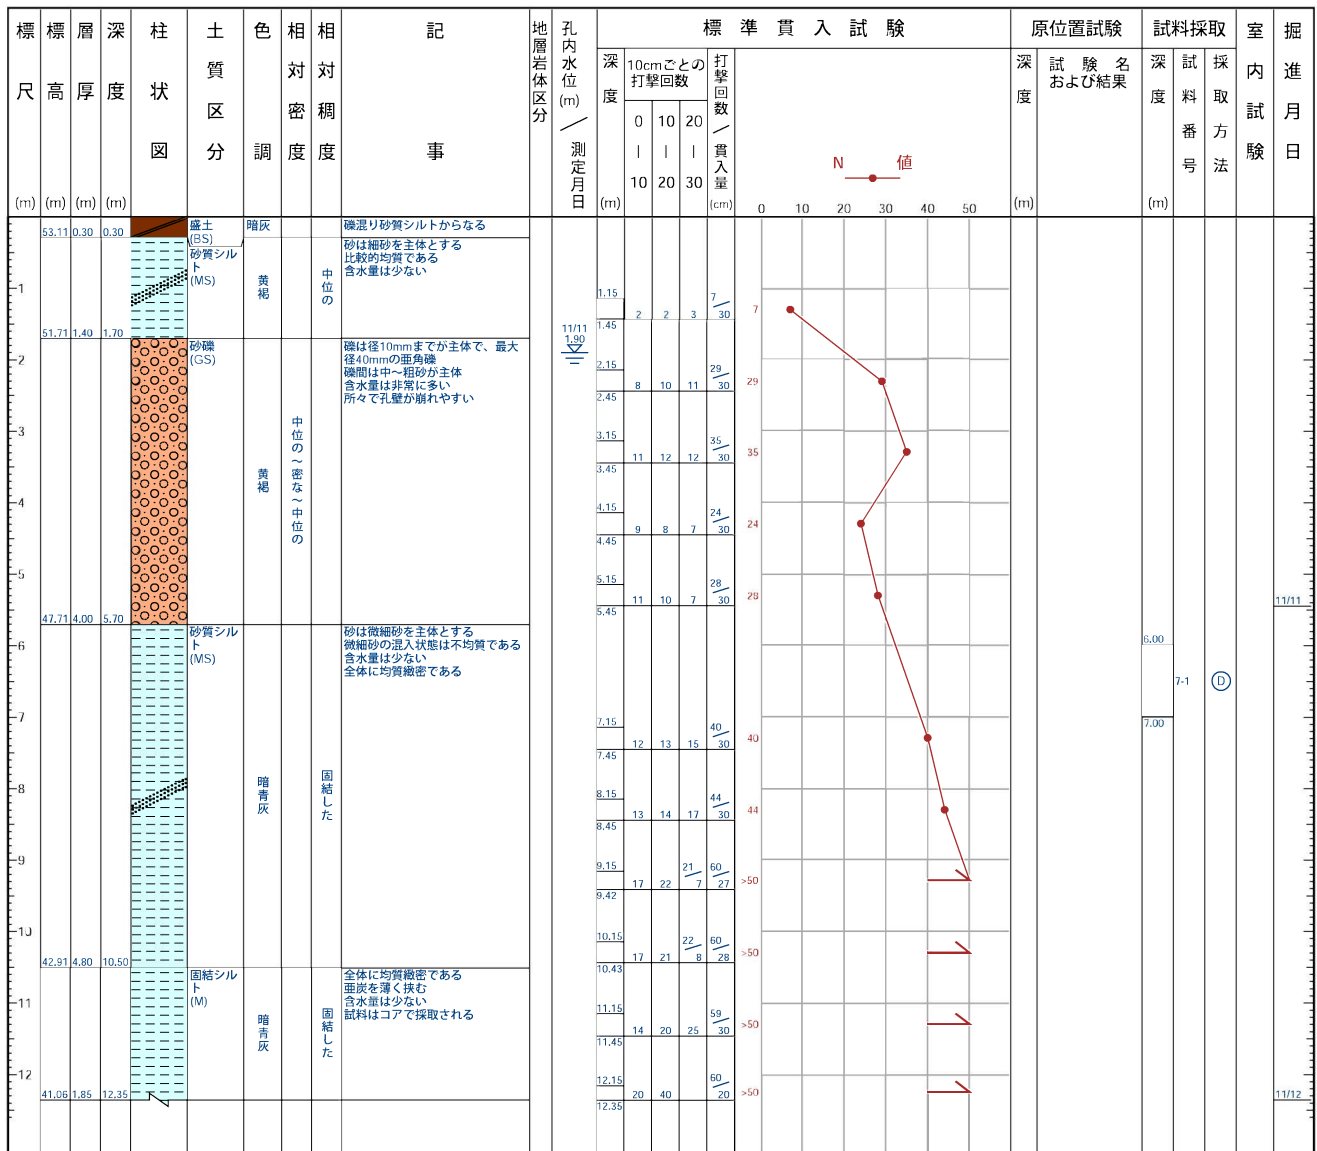 標尺
(m)
標高
(m)
層厚
(m)
深度
(m)
柱状図
土質区分
色調
相対密度
相対稠度
記事
地層岩体区分
孔内水位(m)／測定月日
標準貫入試験
深度
(m)
10cmごとの
打撃回数
0
|
10
10
|
20
20
|
30
打撃回数／貫入量
(cm)
N 値
0 10 20 30 40 50
原位置試験
深度
(m)
試験名
および結果
試料採取
深度
(m)
試料番号
採取方法
室内試験
掘進月日
53.11 0.30 0.30
盛土
(BS)
暗灰
礫混り砂質シルトからなる
砂質シル
ト
(MS)
黄褐
中位の
砂は細砂を主体とする
比較的均質である
含水量は少ない
1
1.15
2 2 3 7/30
1.45
7
51.71 1.40 1.70
11/11
1.90
砂礫
(GS)
黄褐
中位の～密な～中位の
礫は径10mmまでが主体で、最大
径40mmの亜角礫
礫間は中～粗砂が主体
含水量は非常に多い
所々で孔壁が崩れやすい
2
2.15
8 10 11 29/30
2.45
29
3
3.15
11 12 12 35/30
3.45
35
4
4.15
9 8 7 24/30
4.45
24
5
5.15
11 10 7 28/30
5.45
28
11/11
47.71 4.00 5.70
砂質シル
ト
(MS)
暗青灰
固結した
砂は微細砂を主体とする
微細砂の混入状態は不均質である
含水量は少ない
全体に均質緻密である
6
6.00
7-1
D
7.00
7
7.15
12 13 15 40/30
7.45
40
8
8.15
13 14 17 44/30
8.45
44
9
9.15
17 22 21/7 60/27
9.42
>50
10
10.15
17 21 22/8 60/28
10.43
>50
42.91 4.80 10.50
固結シル
ト
(M)
暗青灰
固結した
全体に均質緻密である
亜炭を薄く挟む
含水量は少ない
試料はコアで採取される
11
11.15
14 20 25 59/30
11.45
>50
12
12.15
20 40 60/20
12.35
>50
41.06 1.85 12.35
11/12